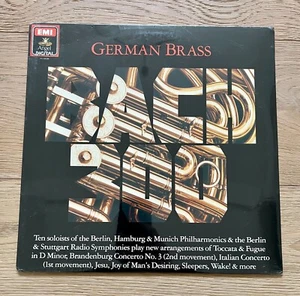 EMI
Angel
DIGITAL
GERMAN BRASS
BACH
300
Ten soloists of the Berlin, Hamburg & Munich Philharmonics & the Berlin
& Stuttgart Radio Symphonies play new arrangements of Toccata & Fugue
in D Minor, Brandenburg Concerto No. 3 (2nd movement), Italian Concerto
(1st movement), Jesu, Joy of Man's Desiring, Sleepers, Wake! & more